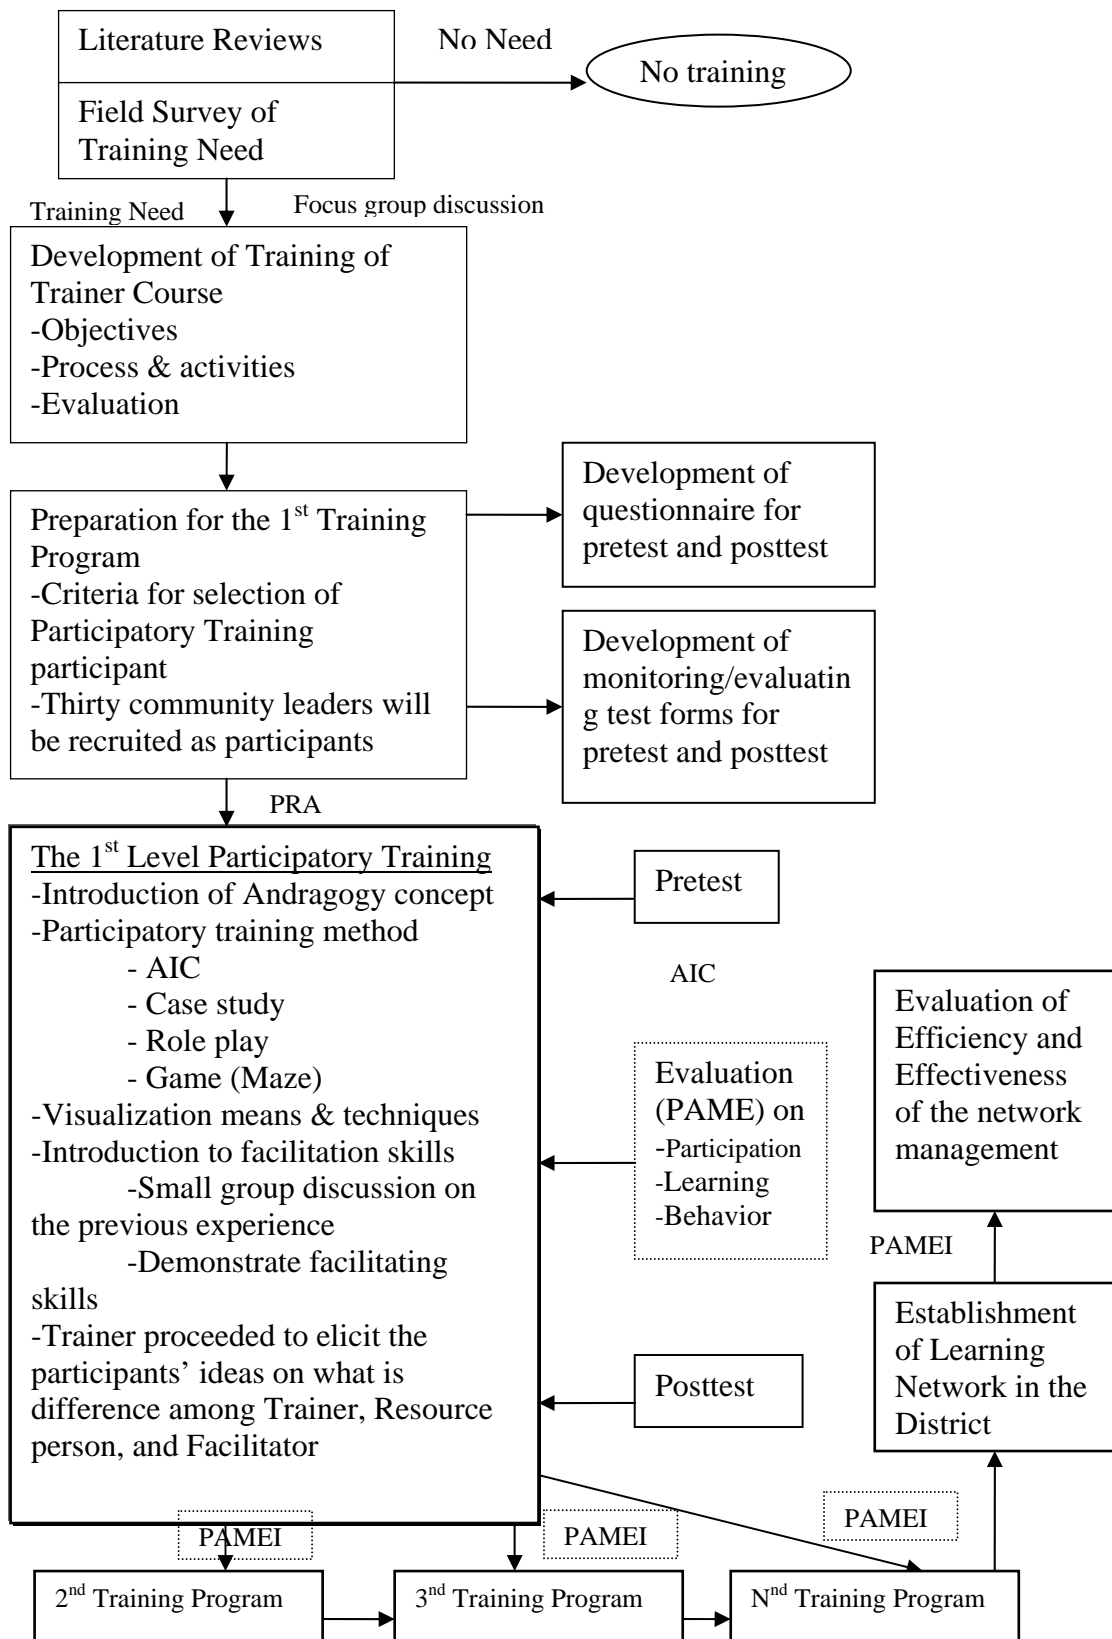 Literature Reviews
No Need
No training
Field Survey of
Training Need
Training Need
Focus group discussion
Development of Training of
Trainer Course
-Objectives
-Process & activities
-Evaluation
Preparation for the 1st Training
Program
-Criteria for selection of
Participatory Training
participant
-Thirty community leaders will
be recruited as participants
Development of
questionnaire for
pretest and posttest
Development of
monitoring/evaluatin
g test forms for
pretest and posttest
PRA
The 1st Level Participatory Training
-Introduction of Andragogy concept
-Participatory training method
- AIC
- Case study
- Role play
- Game (Maze)
-Visualization means & techniques
-Introduction to facilitation skills
-Small group discussion on
the previous experience
-Demonstrate facilitating
skills
-Trainer proceeded to elicit the
participants’ ideas on what is
difference among Trainer, Resource
person, and Facilitator
Pretest
AIC
Evaluation
(PAME) on
-Participation
-Learning
-Behavior
Posttest
Evaluation of
Efficiency and
Effectiveness
of the network
management
PAMEI
Establishment
of Learning
Network in the
District
PAMEI
PAMEI
PAMEI
2nd Training Program
3nd Training Program
Nnd Training Program